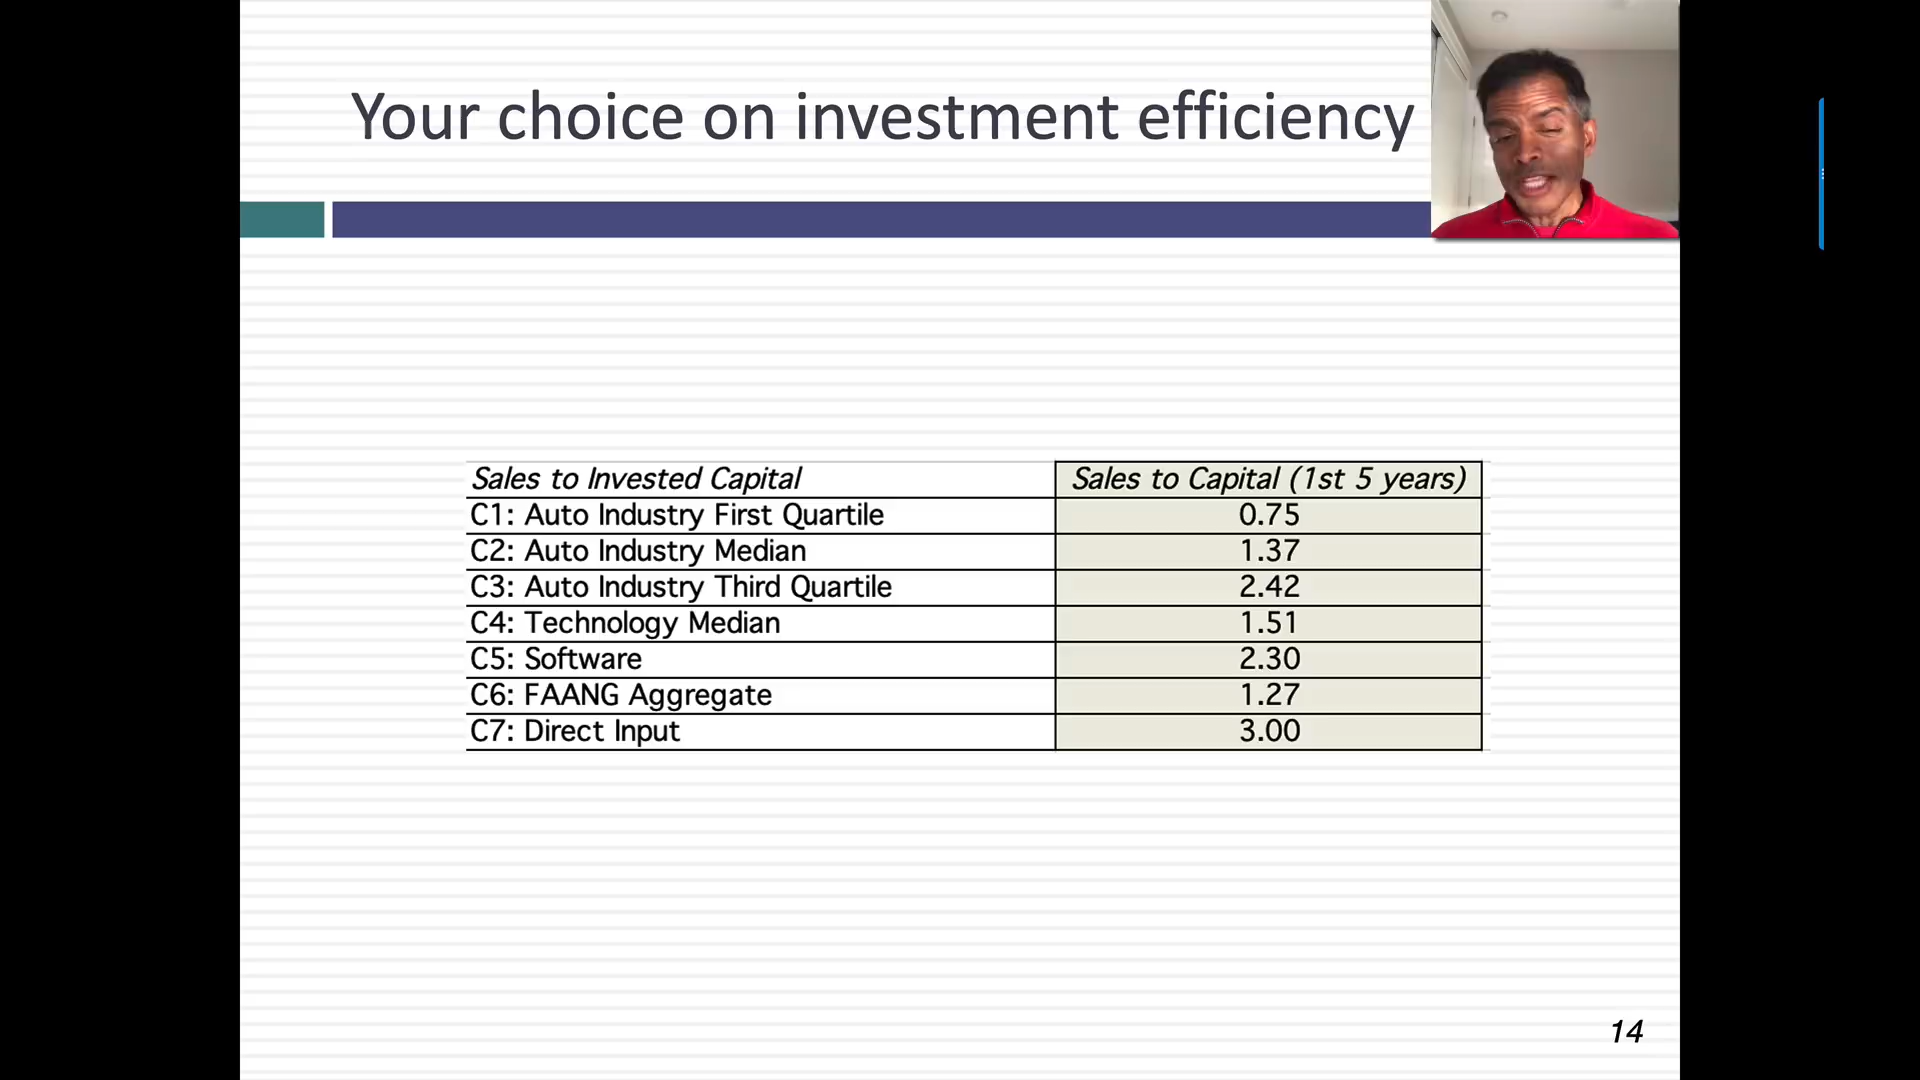 Your choice on investment efficiency
Sales to Invested Capital Sales to Capital (1st 5 years)
C1: Auto Industry First Quartile 0.75
C2: Auto Industry Median 1.37
C3: Auto Industry Third Quartile 2.42
C4: Technology Median 1.51
C5: Software 2.30
C6: FAANG Aggregate 1.27
C7: Direct Input 3.00
14